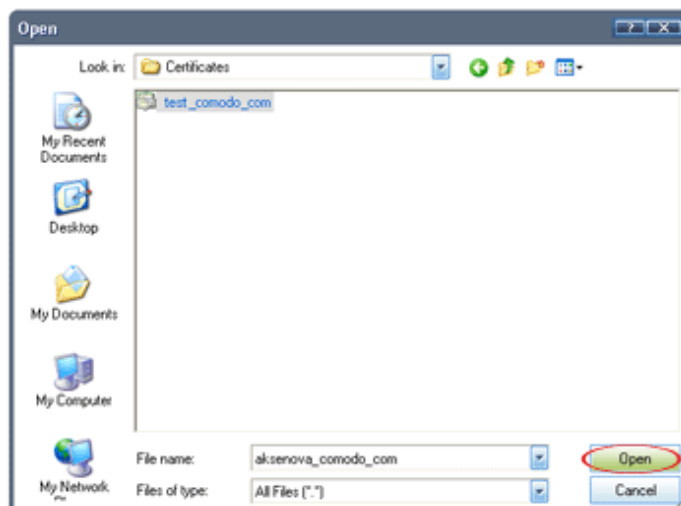 Open
Look in: Certificates
test_comodo_com
My Recent
Documents
Desktop
My Documents
My Computer
My Network
File name: aksenova_comodo_com Open
Files of type: All Files (".") Cancel